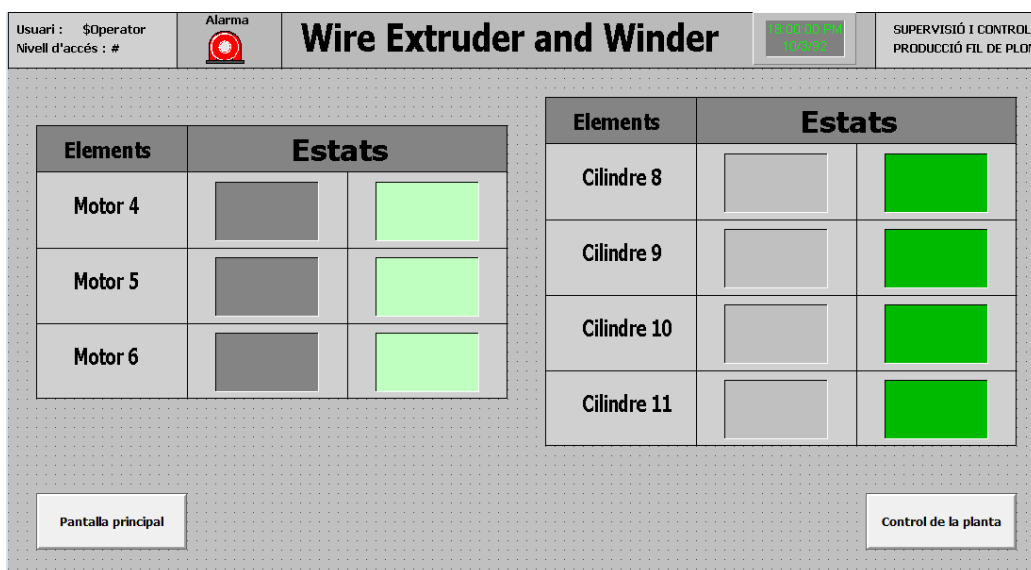 Usuari : $Operator
Nivell d'accés : #
Alarma
Wire Extruder and Winder
18:00:00 PM
10/3/92
SUPERVISIÓ I CONTROL
PRODUCCIÓ FIL DE PLO
Elements Estats
Motor 4
Motor 5
Motor 6
Elements Estats
Cilindre 8
Cilindre 9
Cilindre 10
Cilindre 11
Pantalla principal
Control de la planta